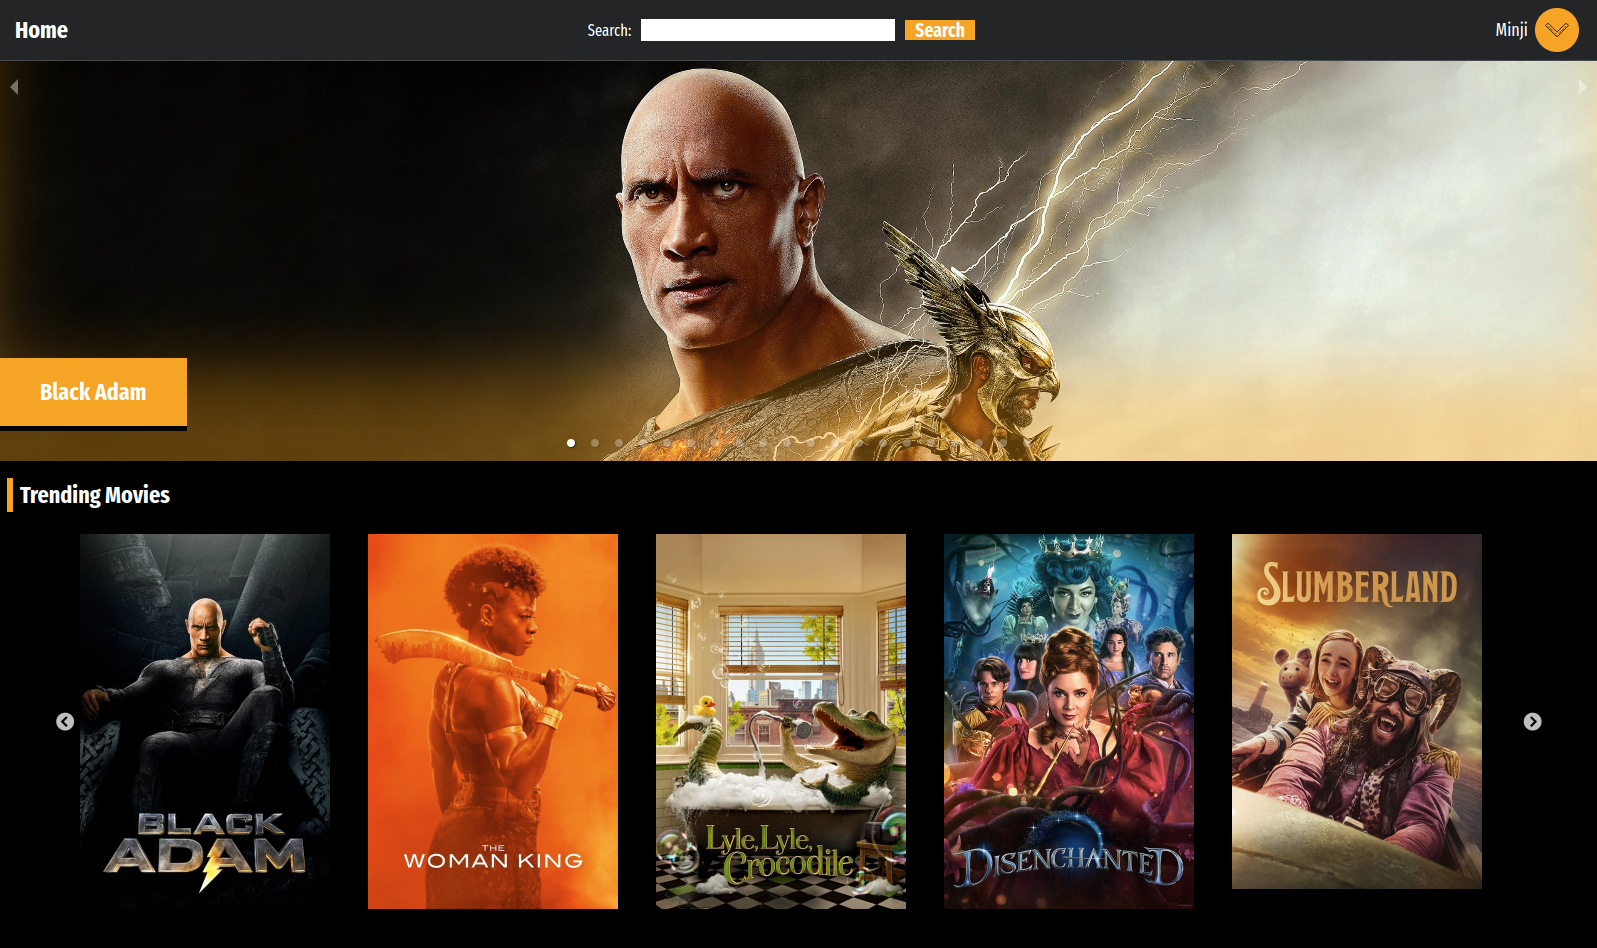 Home
Search:
Search
Minji
Black Adam
Trending Movies
BLACK
ADAM
THE
WOMAN KING
Lyle, Lyle,
Crocodile
DISENCHANTED
SLUMBERLAND